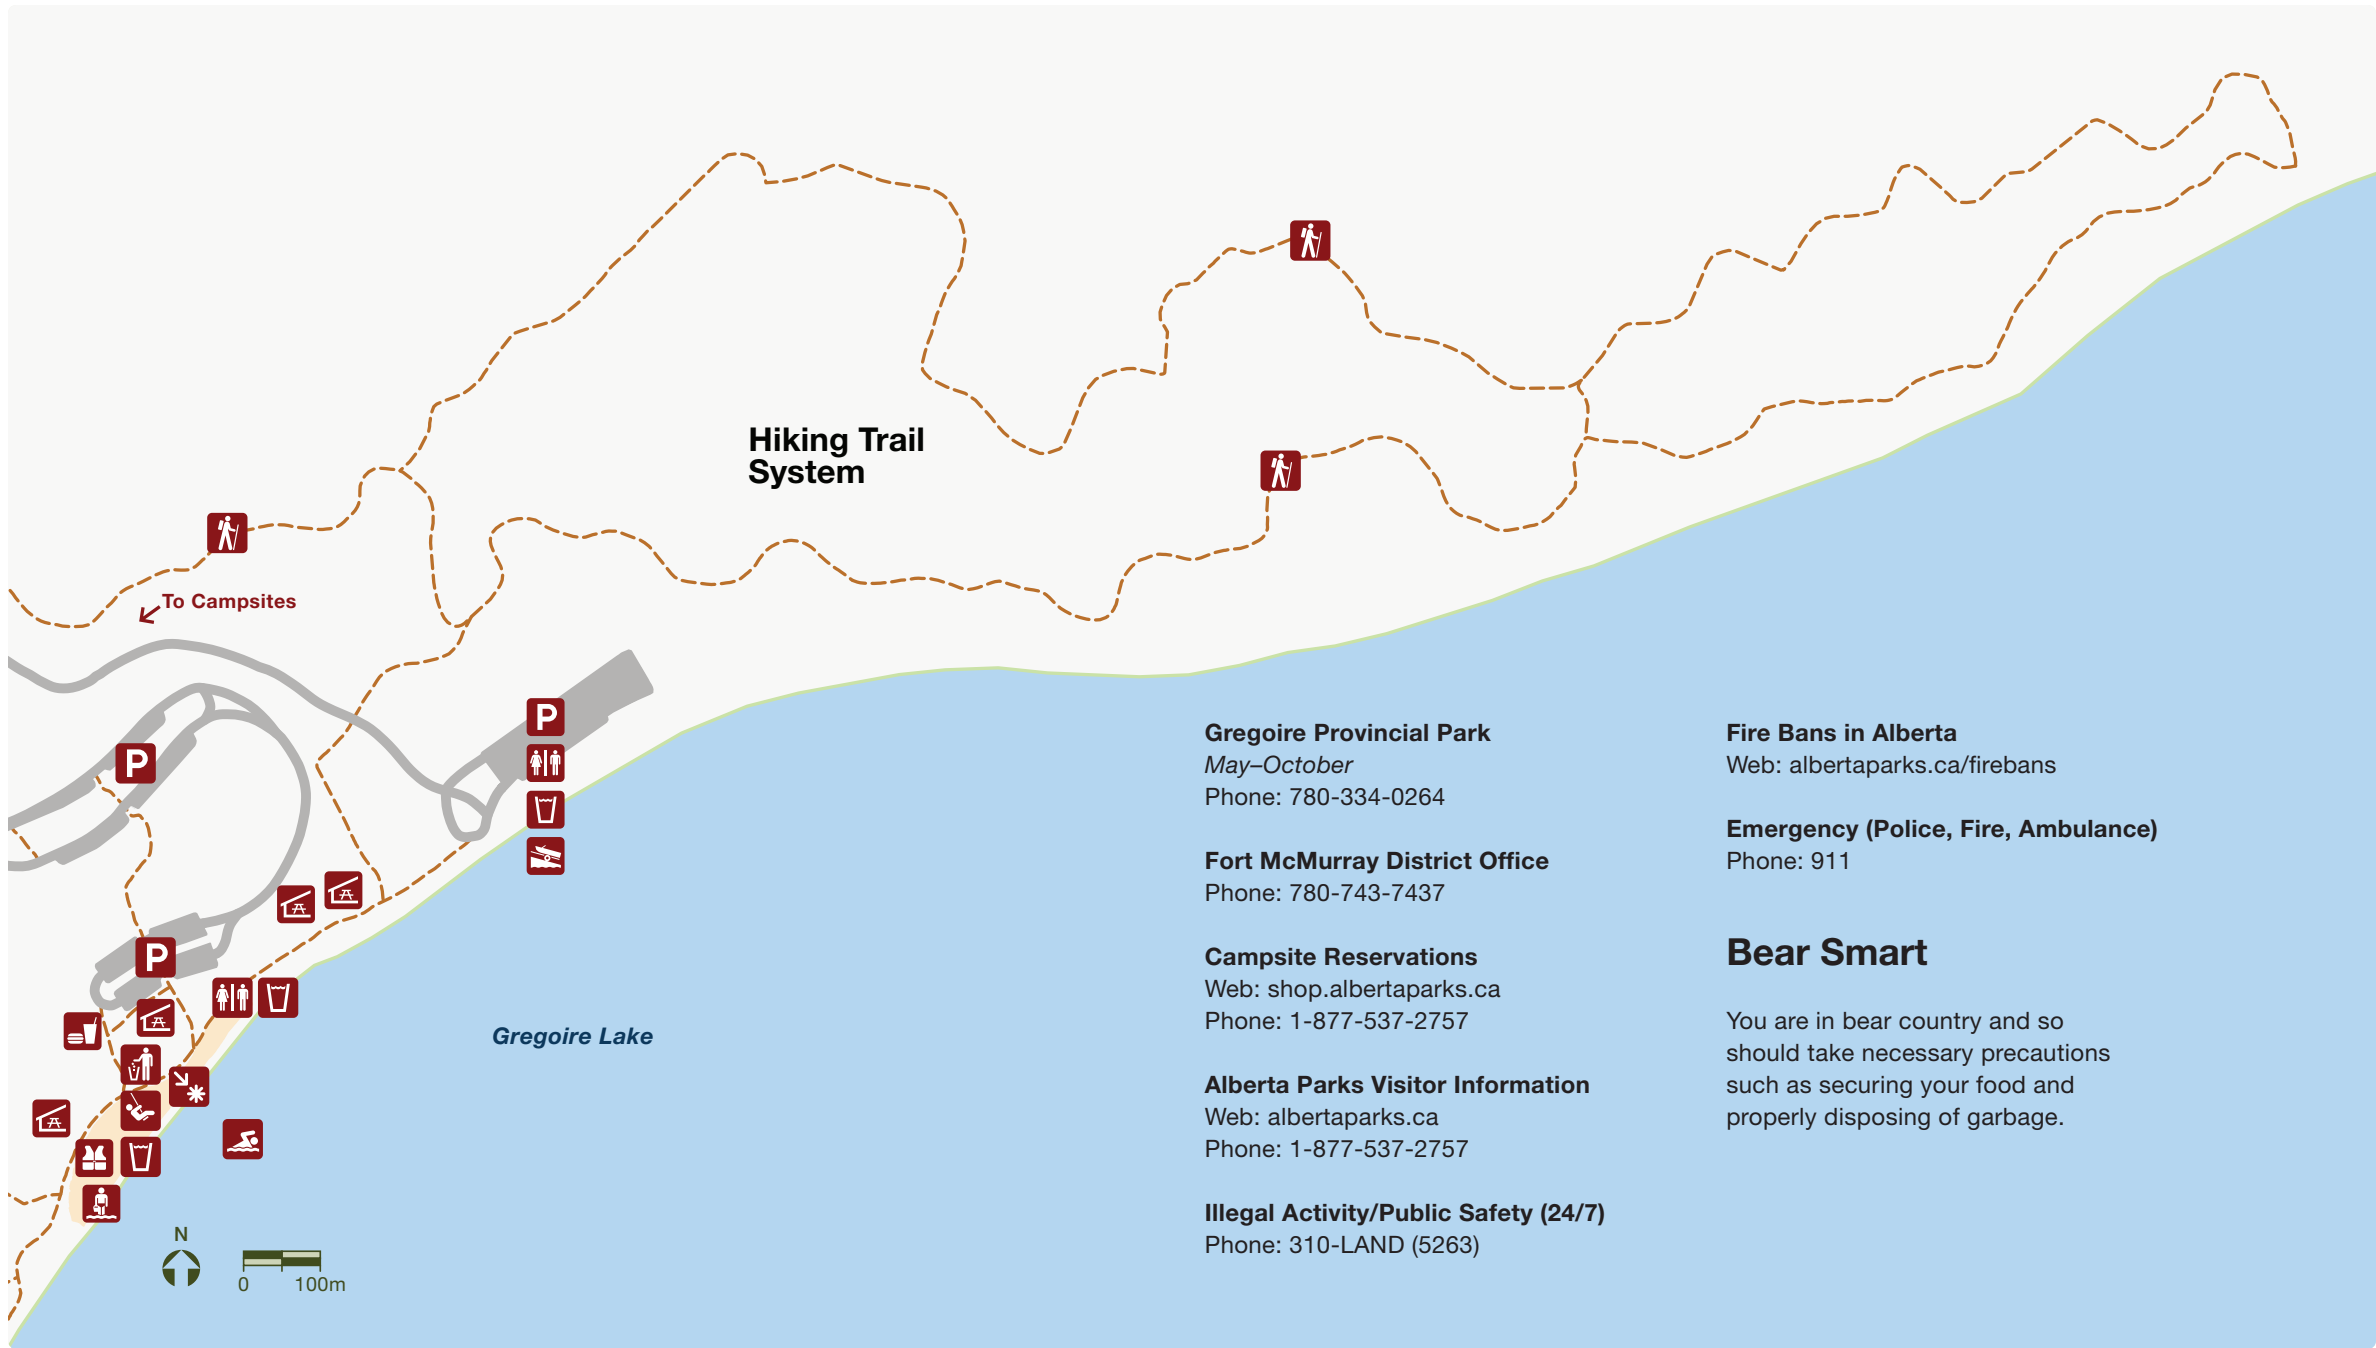 Hiking Trail
System
To Campsites
P
P
P
Gregoire Lake
N
0 100m
Gregoire Provincial Park
May–October
Phone: 780-334-0264
Fort McMurray District Office
Phone: 780-743-7437
Campsite Reservations
Web: shop.albertaparks.ca
Phone: 1-877-537-2757
Alberta Parks Visitor Information
Web: albertaparks.ca
Phone: 1-877-537-2757
Illegal Activity/Public Safety (24/7)
Phone: 310-LAND (5263)
Fire Bans in Alberta
Web: albertaparks.ca/firebans
Emergency (Police, Fire, Ambulance)
Phone: 911
Bear Smart
You are in bear country and so
should take necessary precautions
such as securing your food and
properly disposing of garbage.